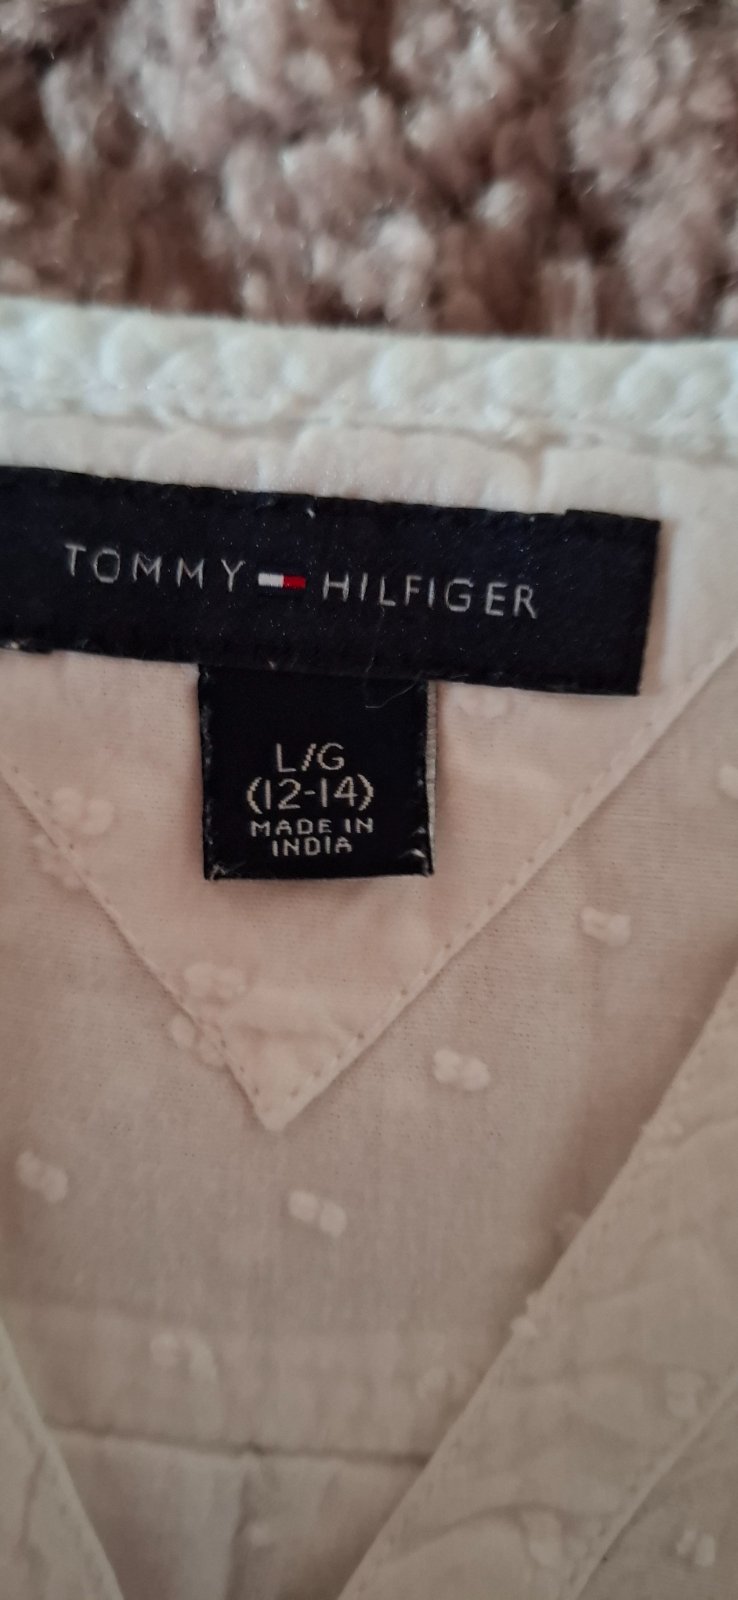 TOMMY HILFIGER
L/G
(12-14)
MADE IN
INDIA